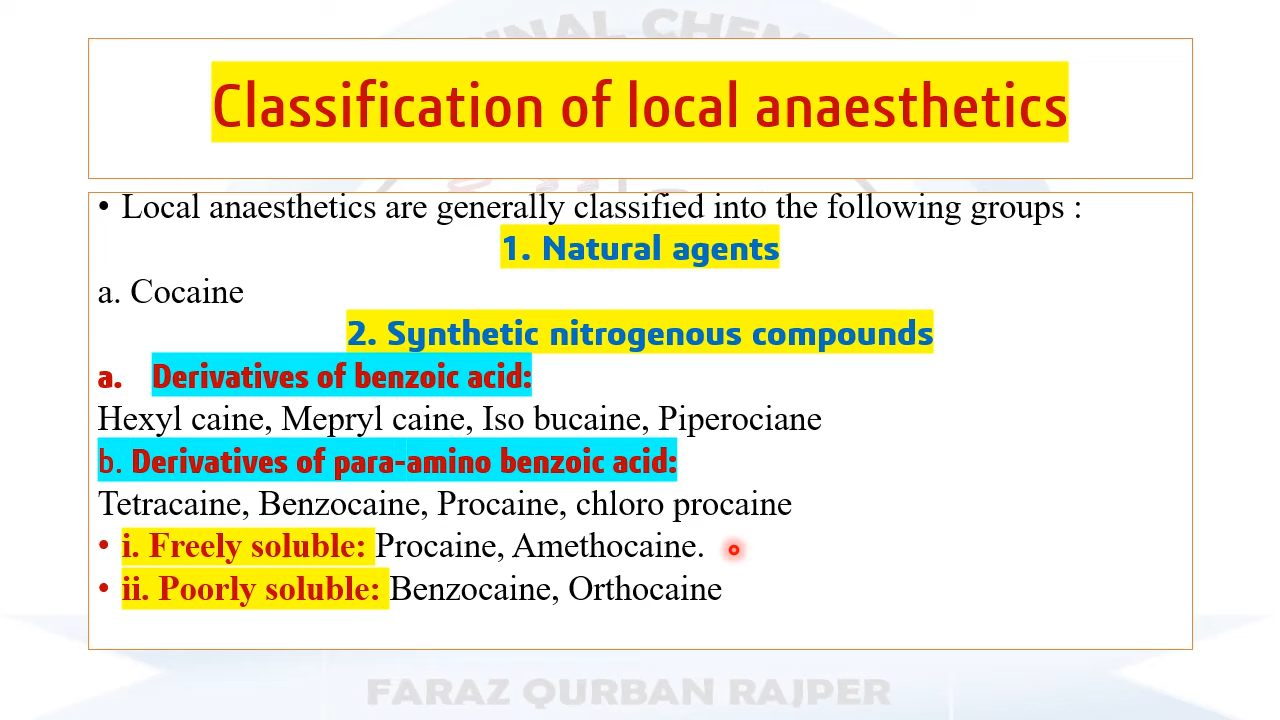 INAL CHEM
Classification of local anaesthetics
• Local anaesthetics are generally classified into the following groups :
1. Natural agents
a. Cocaine
2. Synthetic nitrogenous compounds
a. Derivatives of benzoic acid:
Hexyl caine, Mepryl caine, Iso bucaine, Piperociane
b. Derivatives of para-amino benzoic acid:
Tetracaine, Benzocaine, Procaine, chloro procaine
• i. Freely soluble: Procaine, Amethocaine.
• ii. Poorly soluble: Benzocaine, Orthocaine
FARAZ QURBAN RAJPER